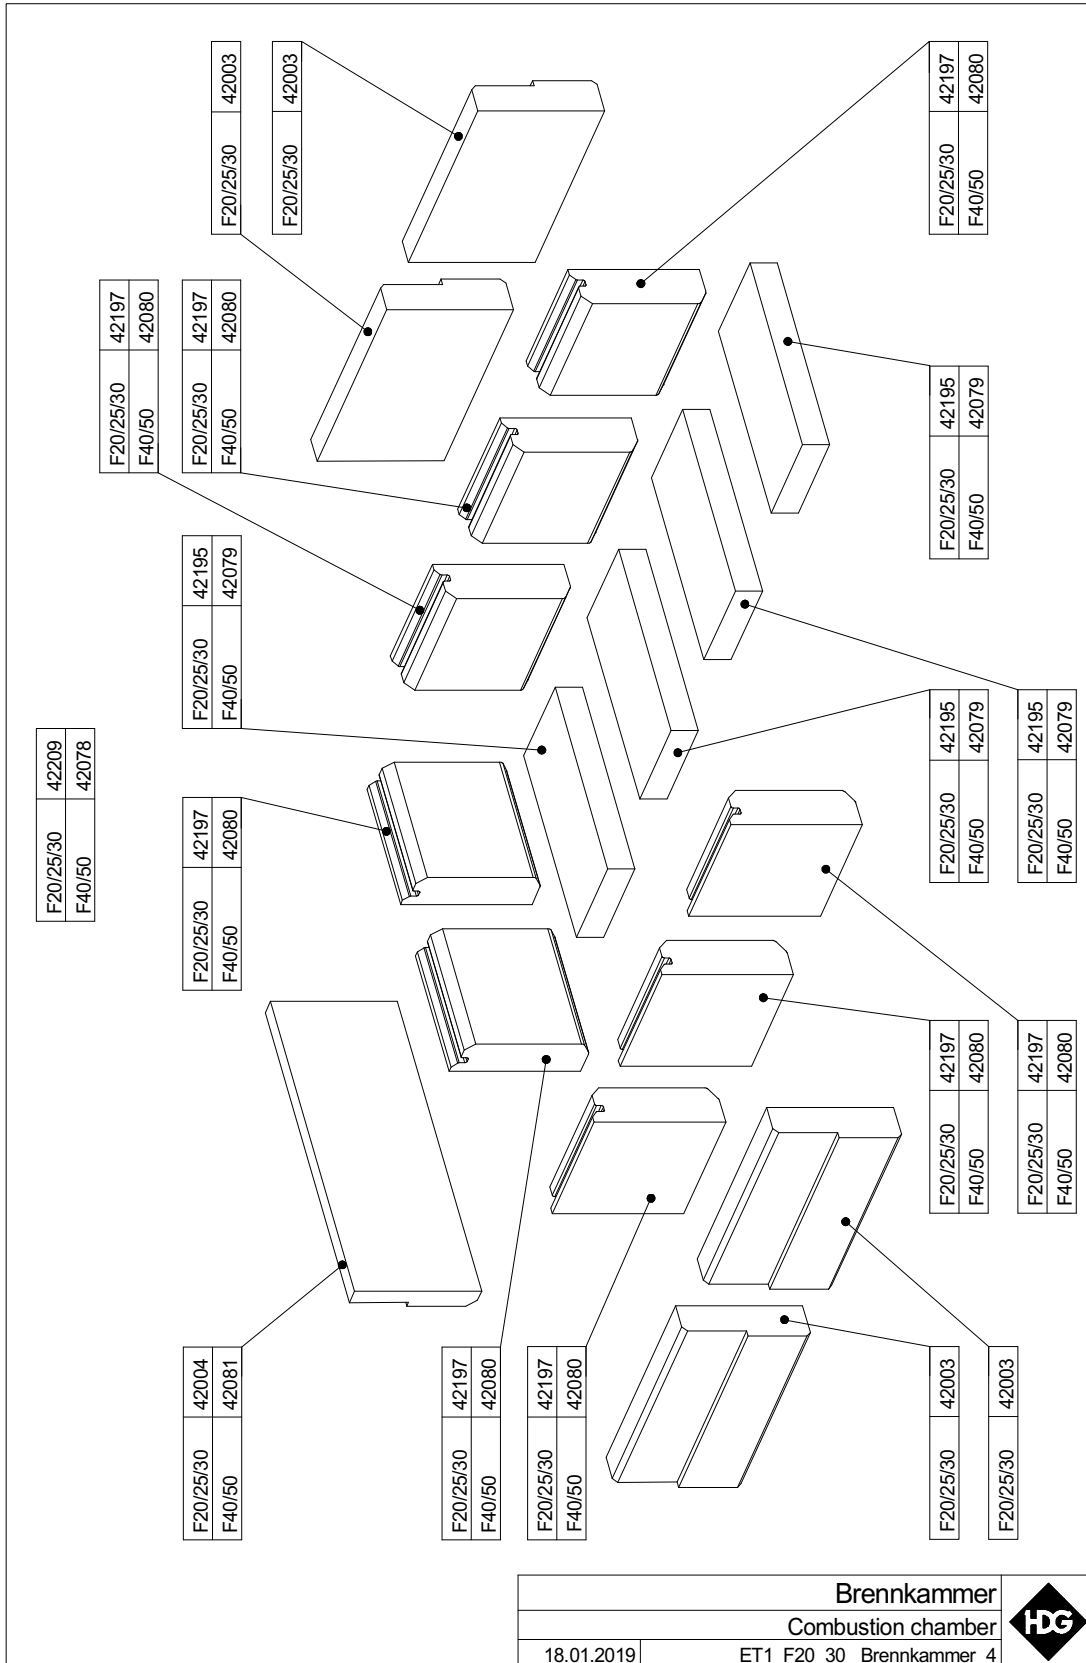 F20/25/30 42003
F20/25/30 42003
F20/25/30 42197
F40/50 42080
F20/25/30 42197
F40/50 42080
F20/25/30 42197
F40/50 42080
F20/25/30 42195
F40/50 42079
F20/25/30 42195
F40/50 42079
F20/25/30 42209
F40/50 42078
F20/25/30 42197
F40/50 42080
F20/25/30 42195
F40/50 42079
F20/25/30 42195
F40/50 42079
F20/25/30 42197
F40/50 42080
F20/25/30 42197
F40/50 42080
F20/25/30 42004
F40/50 42081
F20/25/30 42197
F40/50 42080
F20/25/30 42197
F40/50 42080
F20/25/30 42003
F20/25/30 42003
Brennkammer
Combustion chamber
18.01.2019 ET1_F20_30_Brennkammer_4
HDG